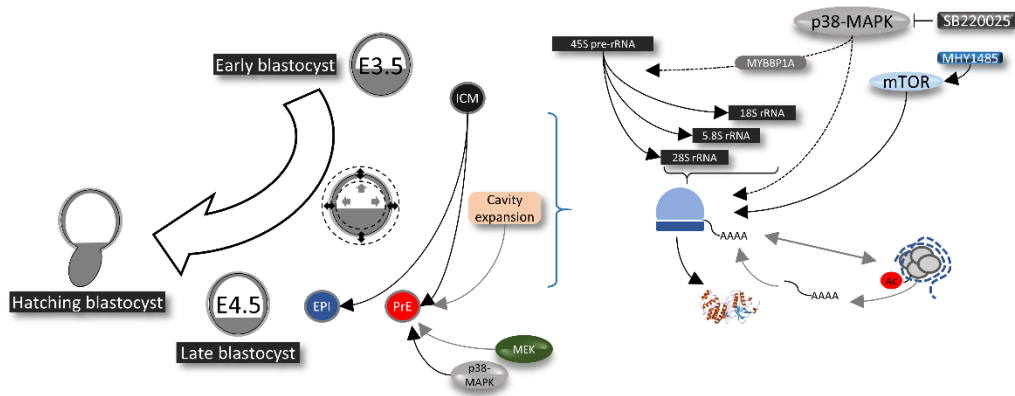 Early blastocyst
E3.5
Hatching blastocyst
E4.5
Late blastocyst
ICM
Cavity
expansion
EPI
PrE
MEK
p38-
MAPK
p38-MAPK
SB220025
45S pre-rRNA
MYBBP1A
MHY1485
mTOR
18S rRNA
5.8S rRNA
28S rRNA
AAAA
Ac
AAAA